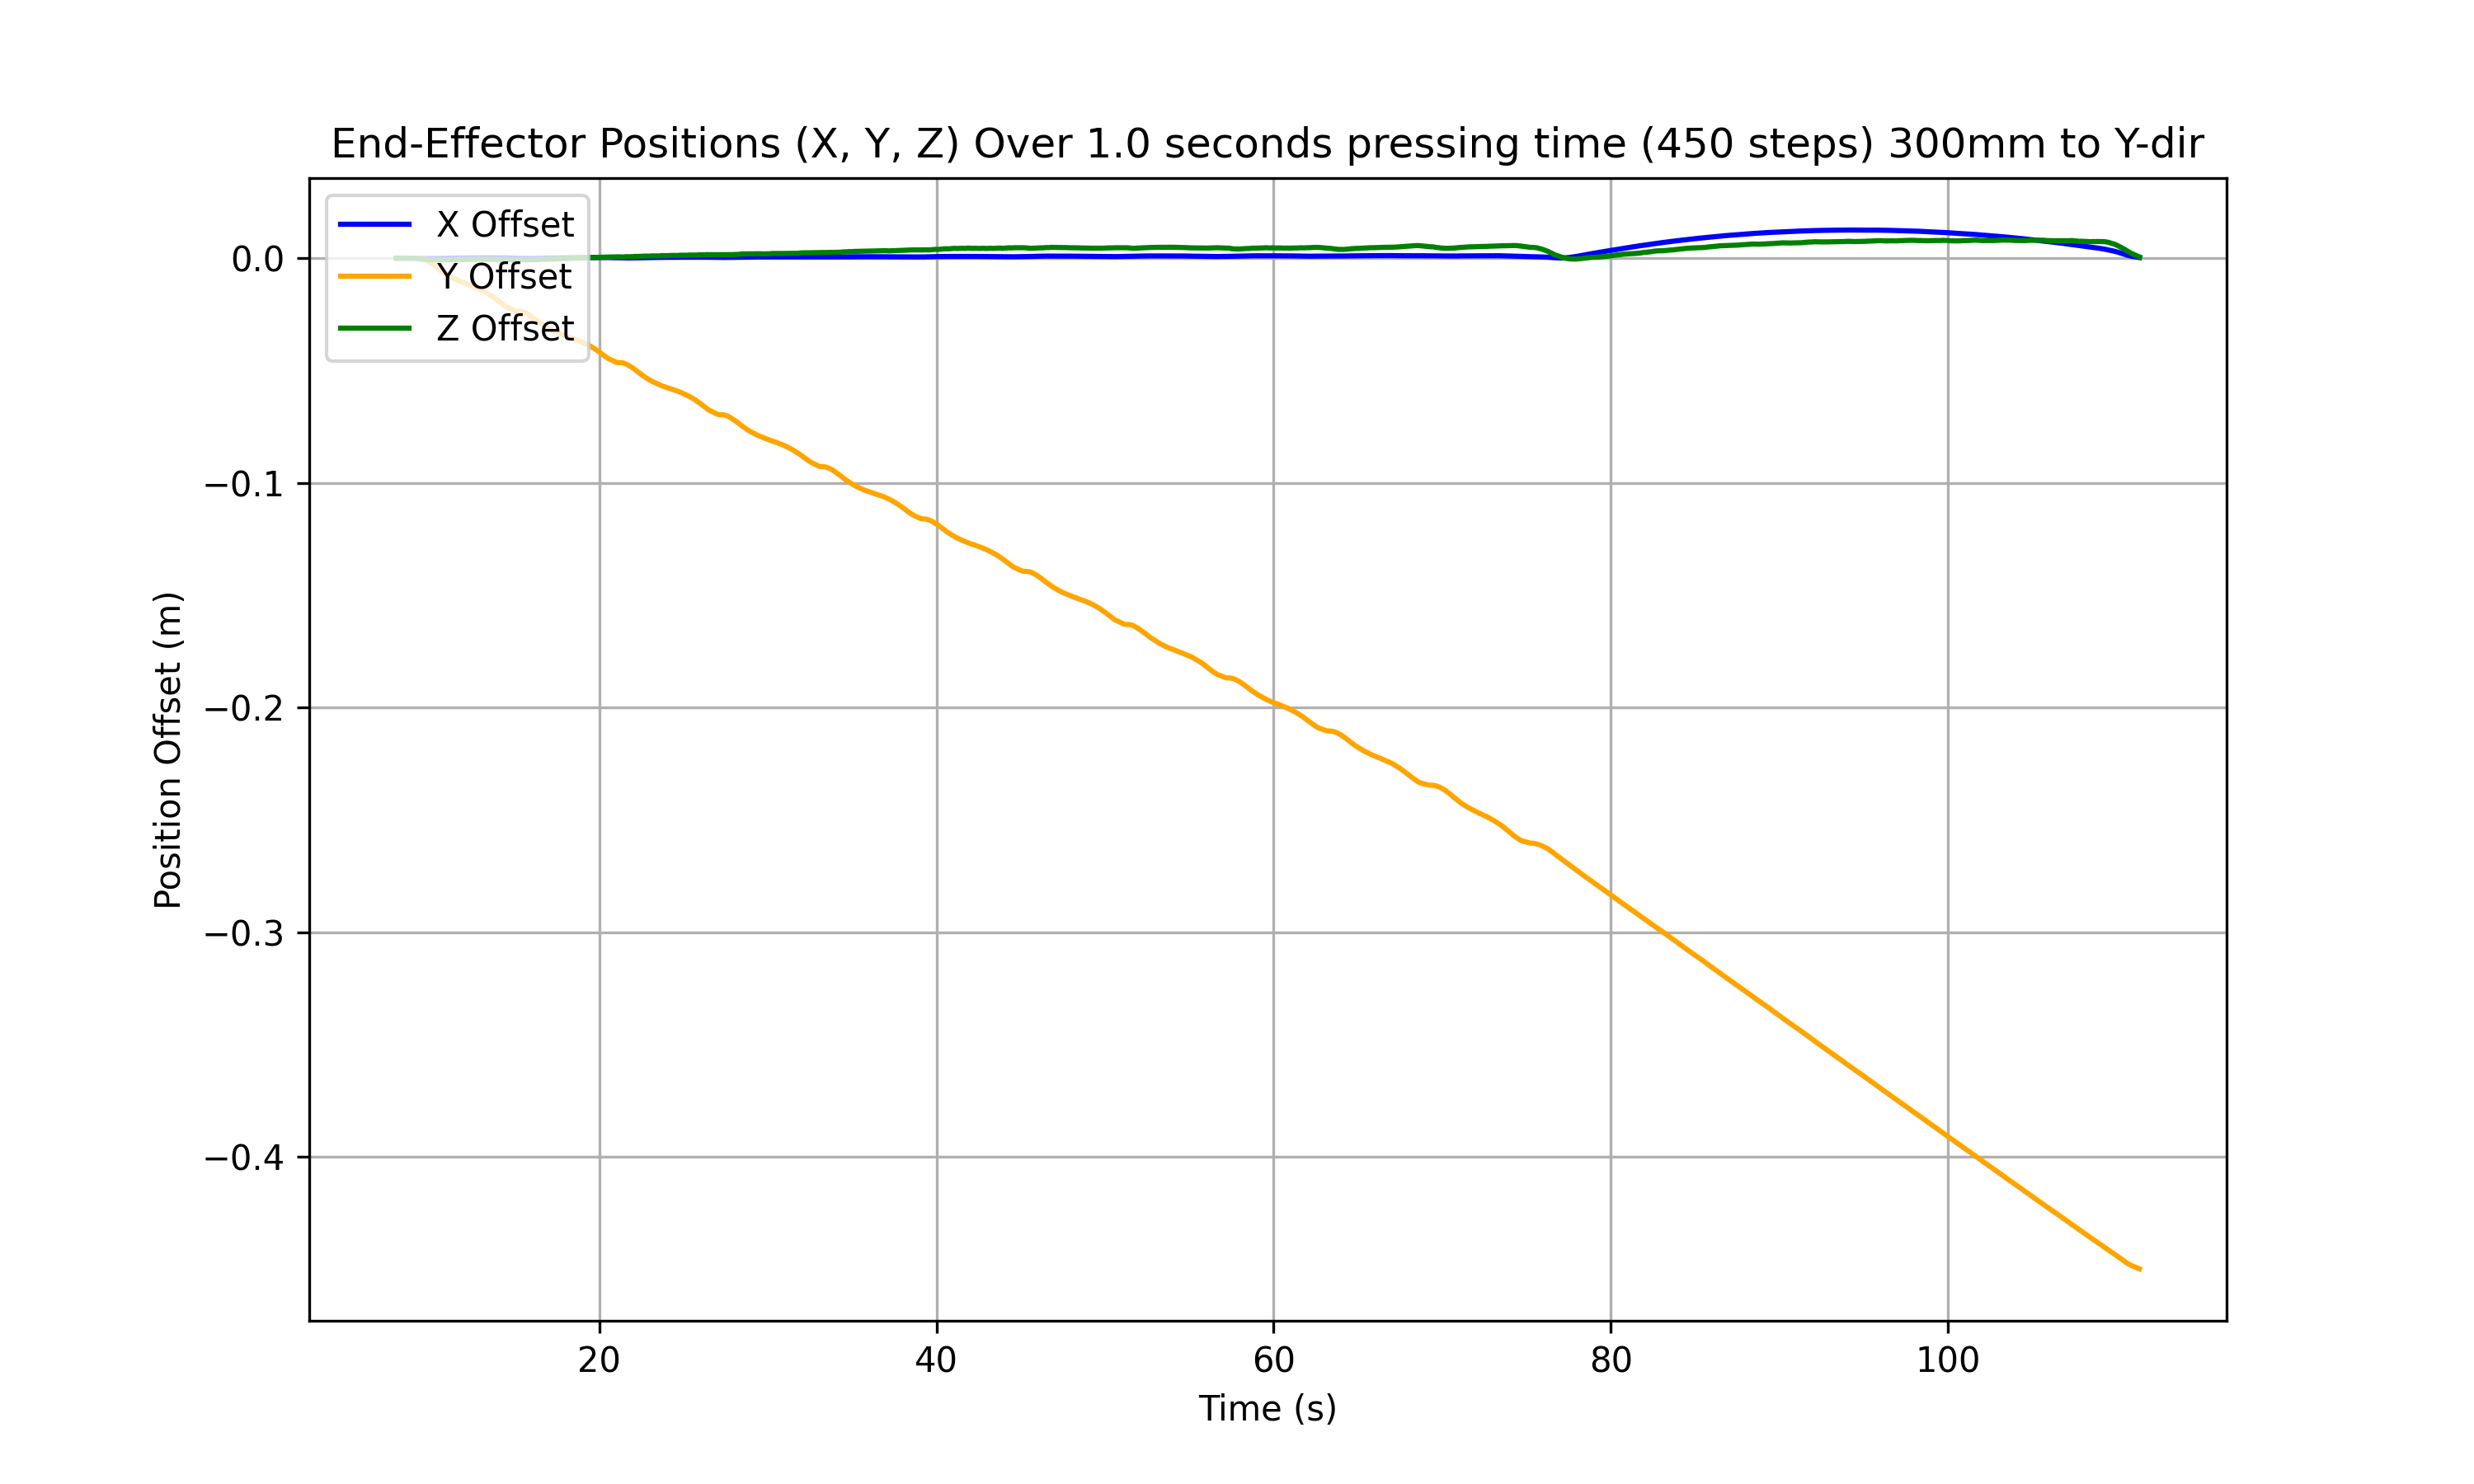 End-Effector Positions (X, Y, Z) Over 1.0 seconds pressing time (450 steps) 300mm to Y-dir
X Offset
Y Offset
Z Offset
0.0
−0.1
−0.2
−0.3
−0.4
Position Offset (m)
20 40 60 80 100
Time (s)